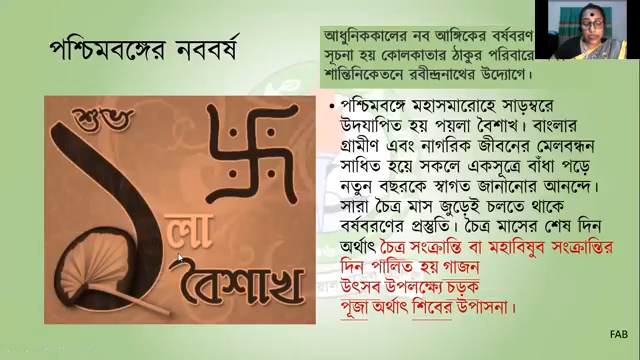 পশ্চিমবঙ্গের নববর্ষ
আধুনিককালের নব আঙ্গিকের বর্ষবরণ
সূচনা হয় কোলকাতার ঠাকুর পরিবারে
শান্তিনিকেতনে রবীন্দ্রনাথের উদ্যোগে।
শুভ
১লা
বৈশাখ
• পশ্চিমবঙ্গে মহাসমারোহে সাড়ম্বরে
উদযাপিত হয় পয়লা বৈশাখ। বাংলার
গ্রামীণ এবং নাগরিক জীবনের মেলবন্ধন
সাধিত হয়ে সকলে একসূত্রে বাঁধা পড়ে
নতুন বছরকে স্বাগত জানানোর আনন্দে।
সারা চৈত্র মাস জুড়েই চলতে থাকে
বর্ষবরণের প্রস্তুতি। চৈত্র মাসের শেষ দিন
অর্থাৎ চৈত্র সংক্রান্তি বা মহাবিষুব সংক্রান্তির
দিন পালিত হয় গাজন
উৎসব উপলক্ষ্যে চড়ক
পূজা অর্থাৎ শিবের উপাসনা।
FAB